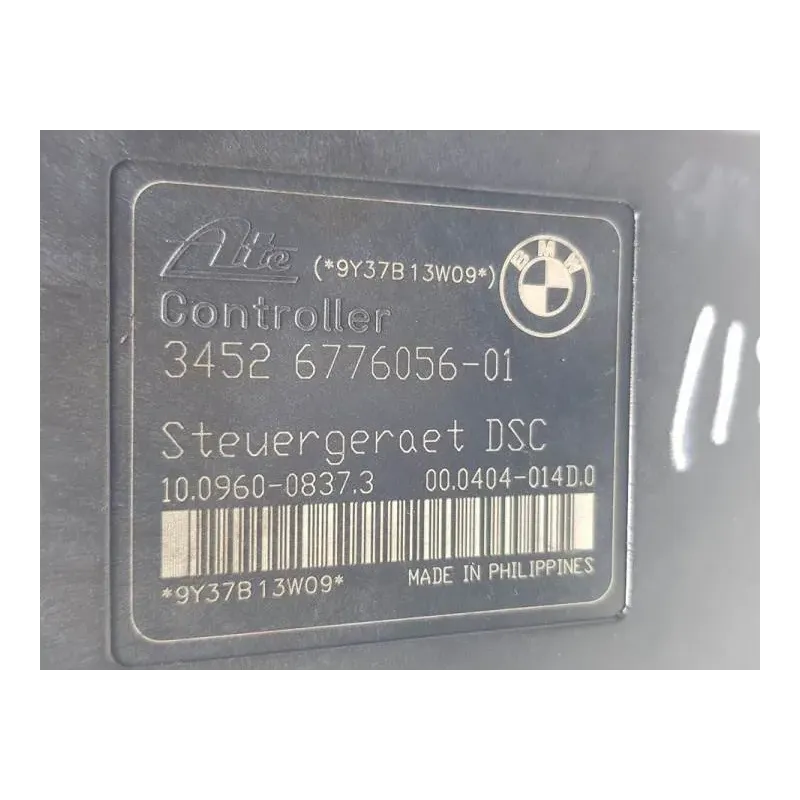 Ate (*9Y37B13W09*) BMW
Controller
3452 6776056-01
Steuergeraet DSC
10.0960-0837.3 00.0404-014D.0
*9Y37B13W09* MADE IN PHILIPPINES